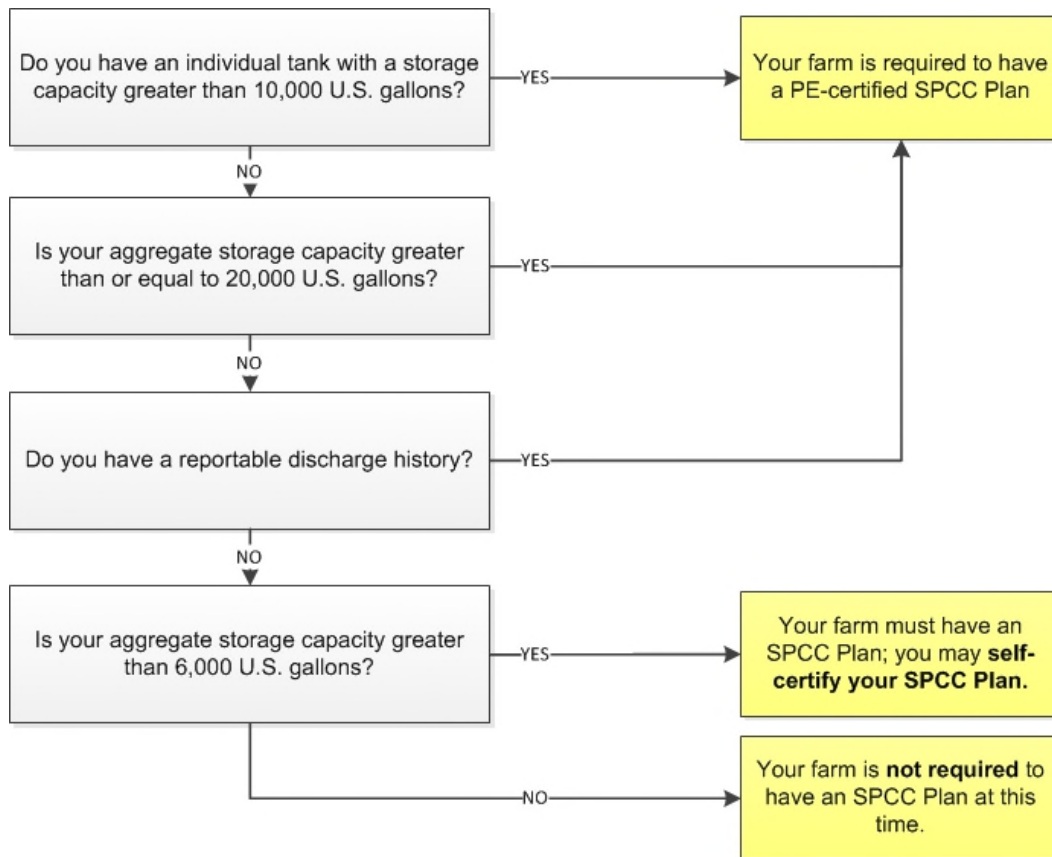 Do you have an individual tank with a storage
capacity greater than 10,000 U.S. gallons?
YES
Your farm is required to have
a PE-certified SPCC Plan
NO
Is your aggregate storage capacity greater
than or equal to 20,000 U.S. gallons?
YES
NO
Do you have a reportable discharge history?
YES
NO
Is your aggregate storage capacity greater
than 6,000 U.S. gallons?
YES
Your farm must have an
SPCC Plan; you may self-
certify your SPCC Plan.
NO
Your farm is not required to
have an SPCC Plan at this
time.